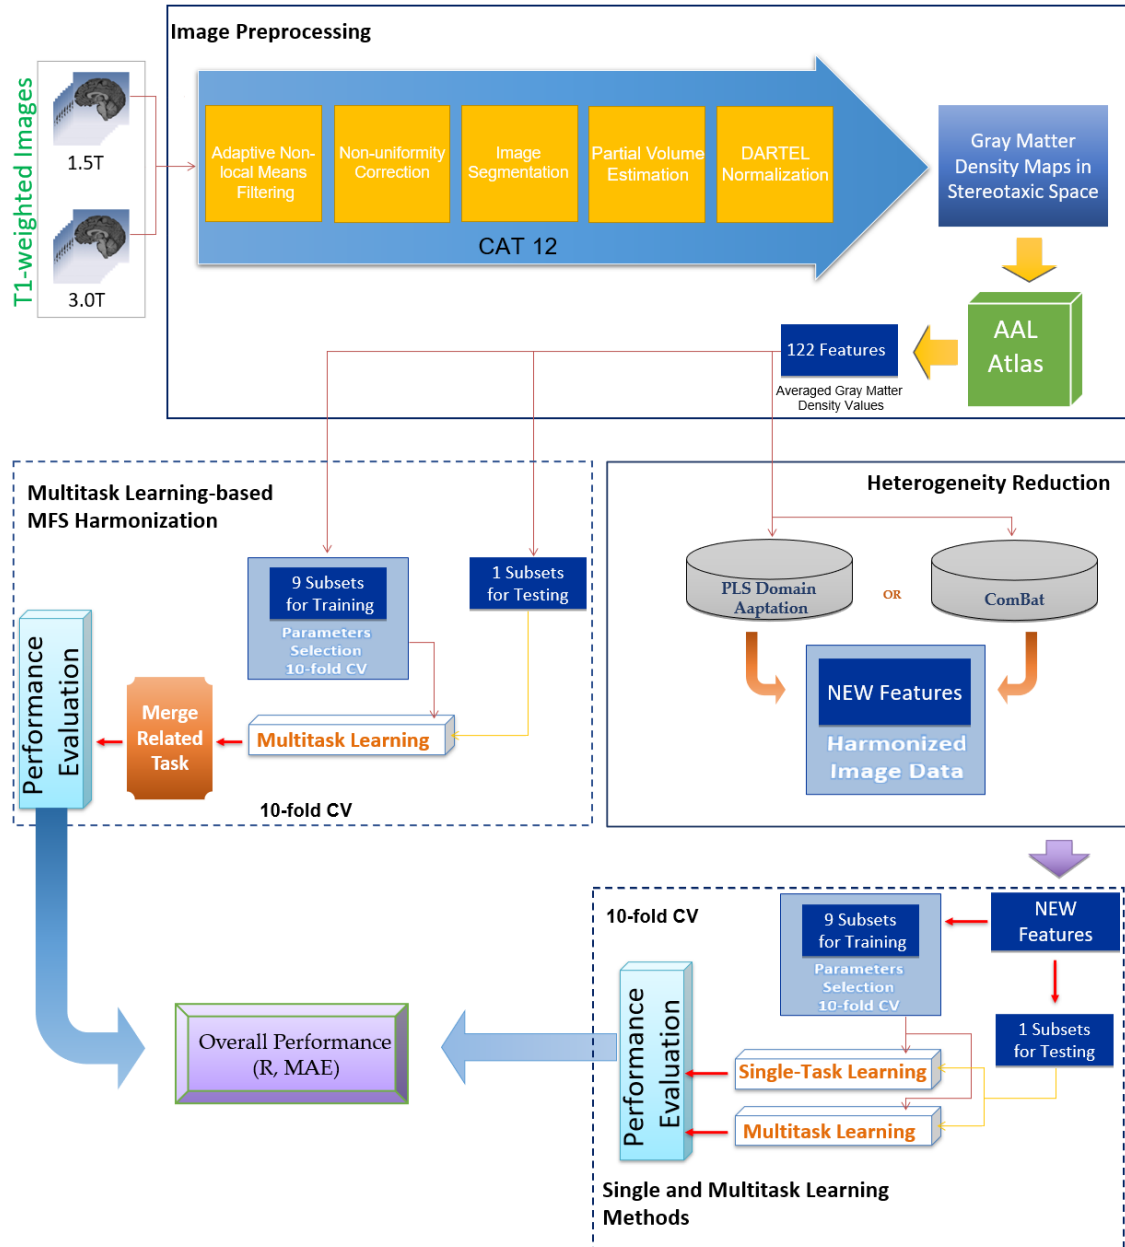 Image Preprocessing
T1-weighted Images
1.5T
3.0T
Adaptive Non-
local Means
Filtering
Non-uniformity
Correction
Image
Segmentation
Partial Volume
Estimation
DARTEL
Normalization
CAT 12
Gray Matter
Density Maps in
Stereotaxic Space
AAL
Atlas
122 Features
Averaged Gray Matter
Density Values
Multitask Learning-based
MFS Harmonization
9 Subsets
for Training
Parameters
Selection
10-fold CV
1 Subsets
for Testing
Multitask Learning
Merge
Related
Task
Performance
Evaluation
10-fold CV
Heterogeneity Reduction
PLS Domain
Aaptation
OR
ComBat
NEW Features
Harmonized
Image Data
10-fold CV
9 Subsets
for Training
Parameters
Selection
10-fold CV
NEW
Features
1 Subsets
for Testing
Single-Task Learning
Multitask Learning
Performance
Evaluation
Single and Multitask Learning
Methods
Overall Performance
(R, MAE)